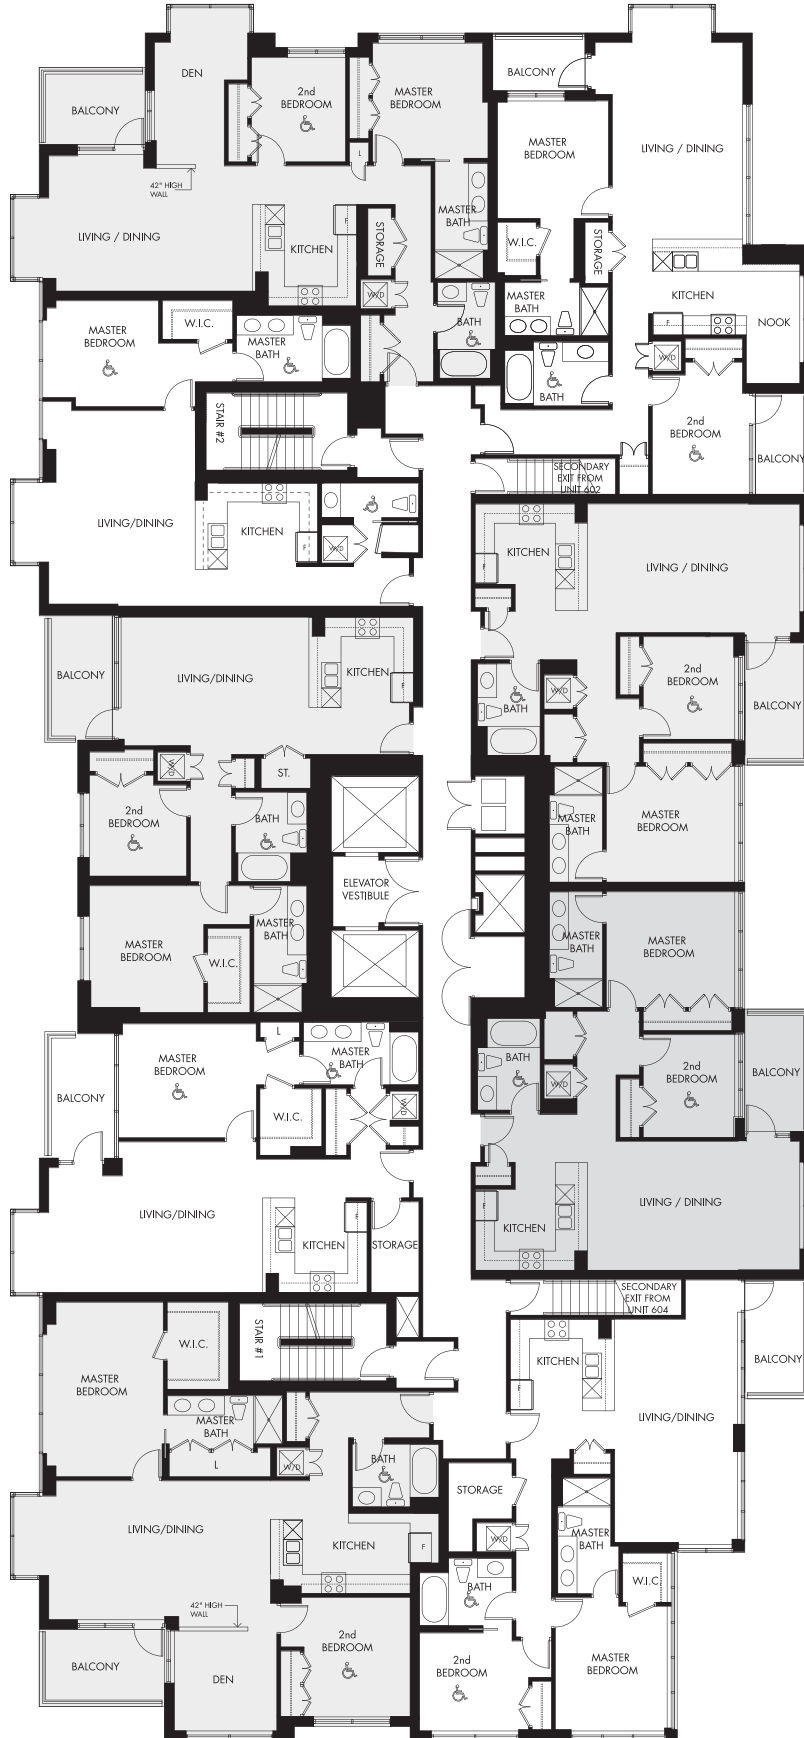 DEN
BALCONY
2nd
BEDROOM
MASTER
BEDROOM
L
42" HIGH
WALL
LIVING / DINING
KITCHEN
F
STORAGE
MASTER
BATH
W/D
BATH
BALCONY
MASTER
BEDROOM
LIVING / DINING
W.I.C.
STORAGE
MASTER
BATH
KITCHEN
F
NOOK
BATH
W/D
2nd
BEDROOM
BALCONY
SECONDARY
EXIT FROM
UNIT 602
MASTER
BEDROOM
W.I.C.
MASTER
BATH
STAIR #2
LIVING/DINING
KITCHEN
F
W/D
KITCHEN
F
LIVING / DINING
BATH
W/D
2nd
BEDROOM
BALCONY
MASTER
BATH
MASTER
BEDROOM
BALCONY
LIVING/DINING
KITCHEN
F
W/D
ST.
2nd
BEDROOM
BATH
MASTER
BEDROOM
W.I.C.
MASTER
BATH
ELEVATOR
VESTIBULE
MASTER
BATH
MASTER
BEDROOM
BATH
W/D
2nd
BEDROOM
BALCONY
LIVING / DINING
F
KITCHEN
L
MASTER
BEDROOM
MASTER
BATH
BALCONY
W.I.C.
W/D
LIVING/DINING
F
KITCHEN
STORAGE
SECONDARY
EXIT FROM
UNIT 604
MASTER
BEDROOM
W.I.C.
STAIR #1
MASTER
BATH
L
W/D
BATH
LIVING/DINING
KITCHEN
F
42" HIGH
WALL
BALCONY
DEN
2nd
BEDROOM
KITCHEN
F
BALCONY
LIVING/DINING
STORAGE
W/D
MASTER
BATH
BATH
W.I.C.
2nd
BEDROOM
MASTER
BEDROOM